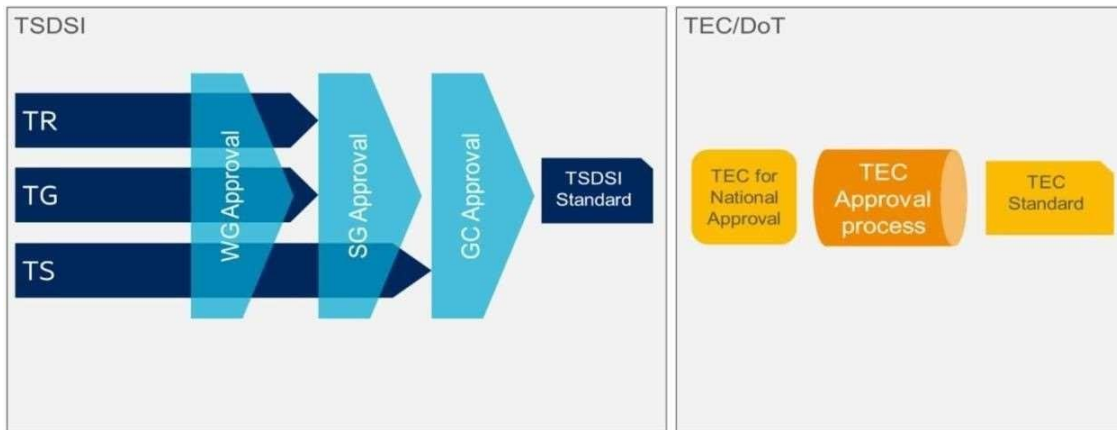 TSDSI
TR
TG
TS
WG Approval
SG Approval
GC Approval
TSDSI
Standard
TEC/DoT
TEC for
National
Approval
TEC
Approval
process
TEC
Standard